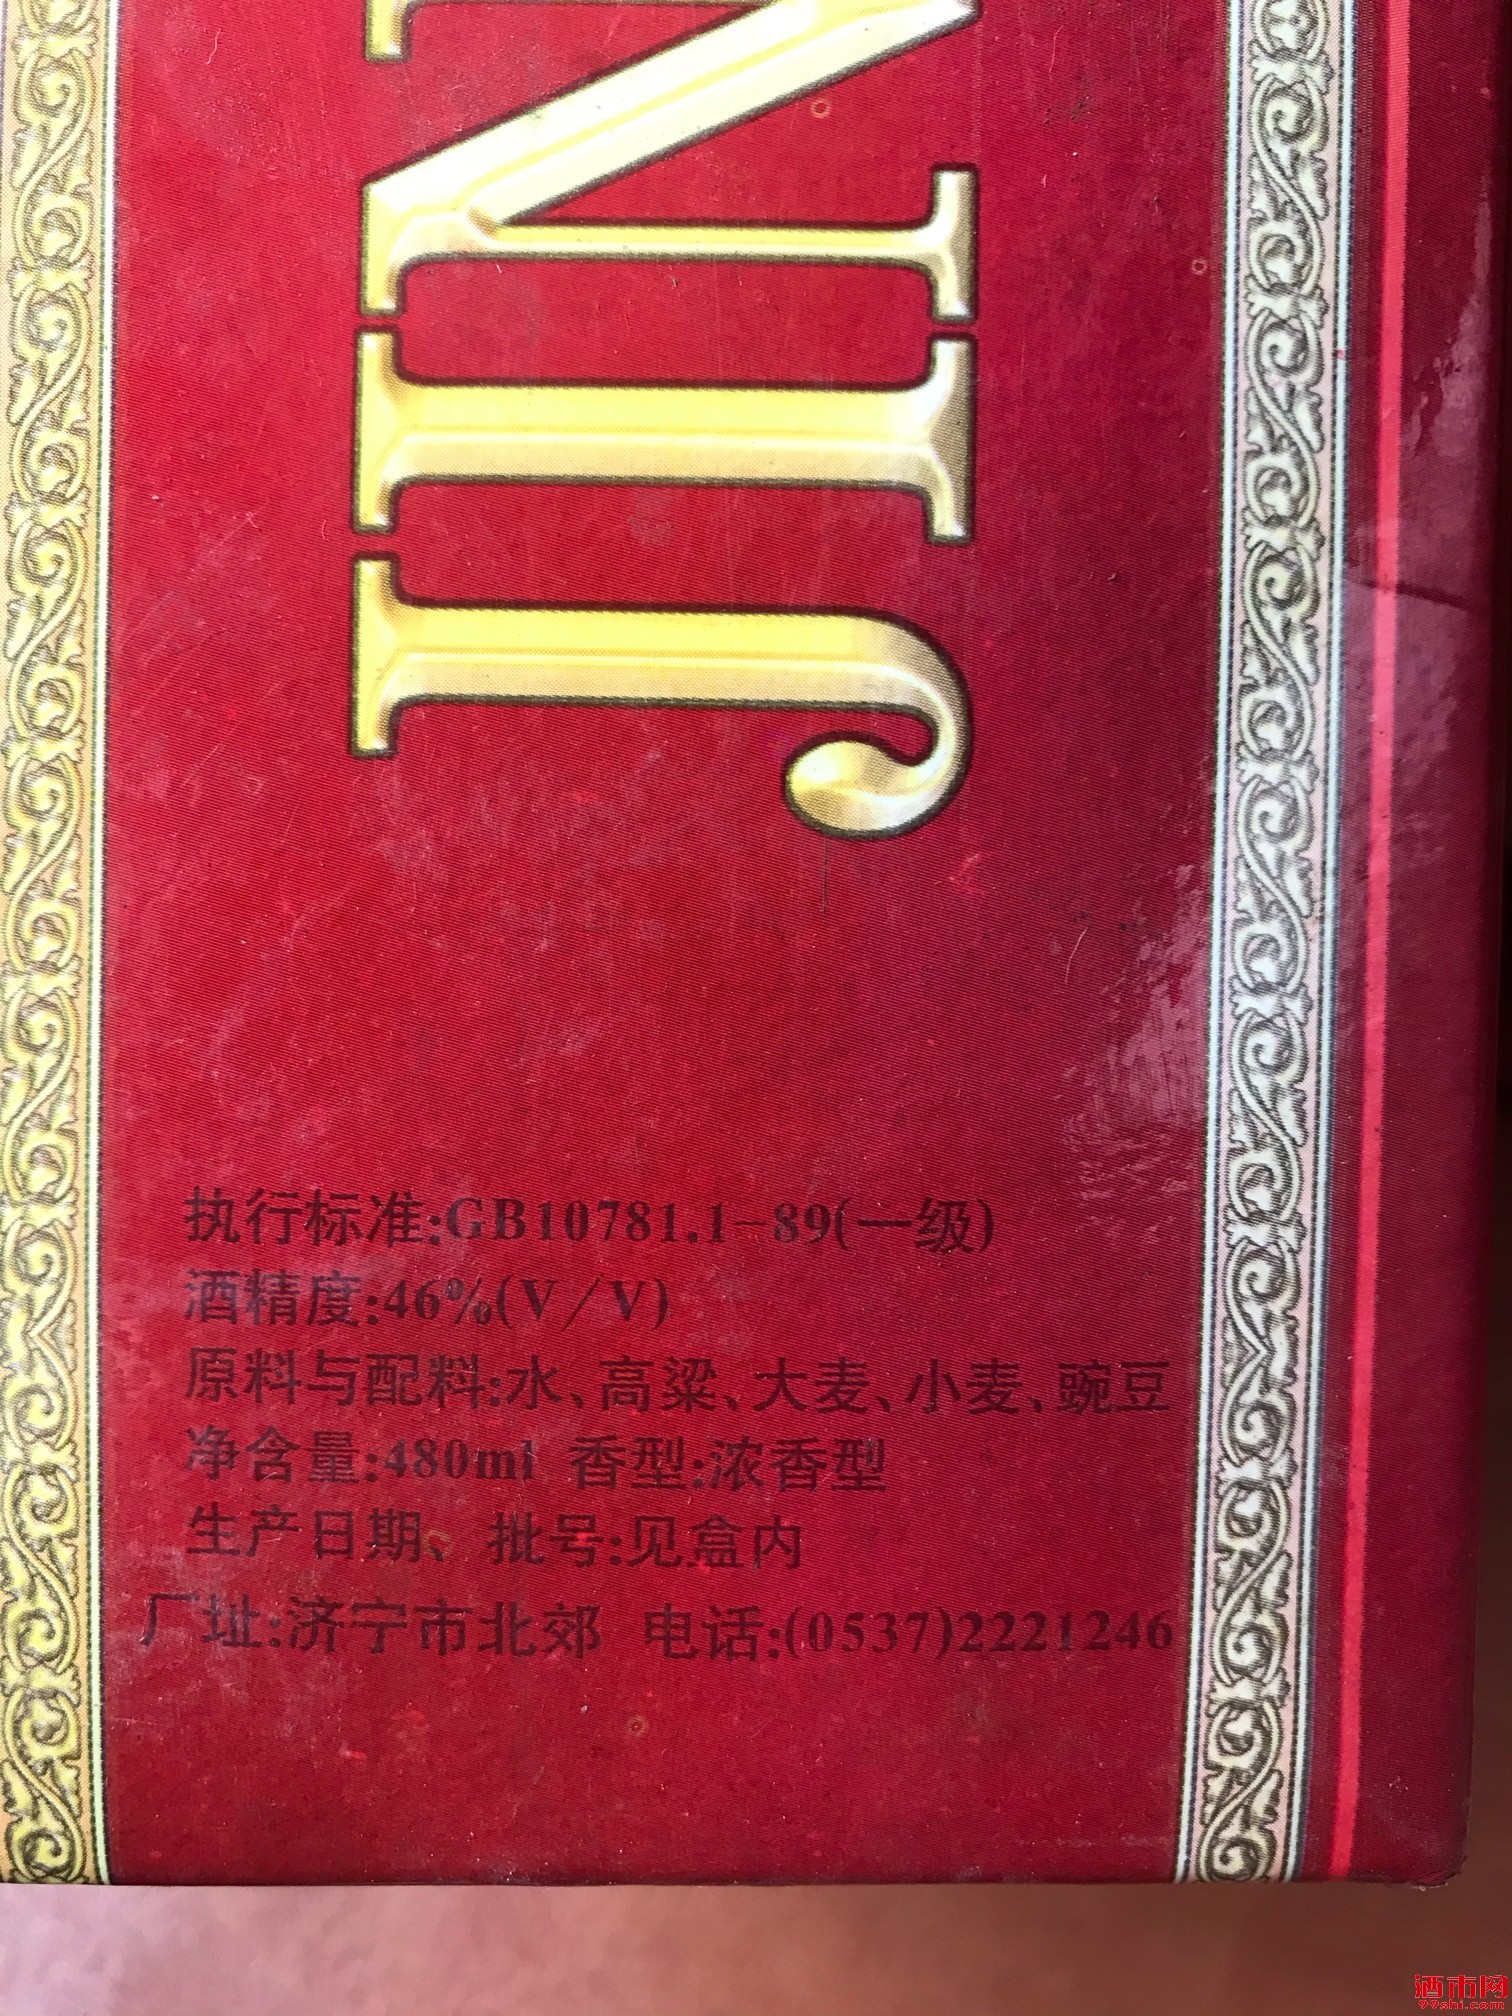 JIN
执行标准:GB10781.1-89(一级)
酒精度:46%(V/V)
原料与配料:水、高粱、大麦、小麦、豌豆
净含量:480ml 香型:浓香型
生产日期、批号:见盒内
厂址:济宁市北郊 电话:(0537)2221246
酒市网
99shi.com